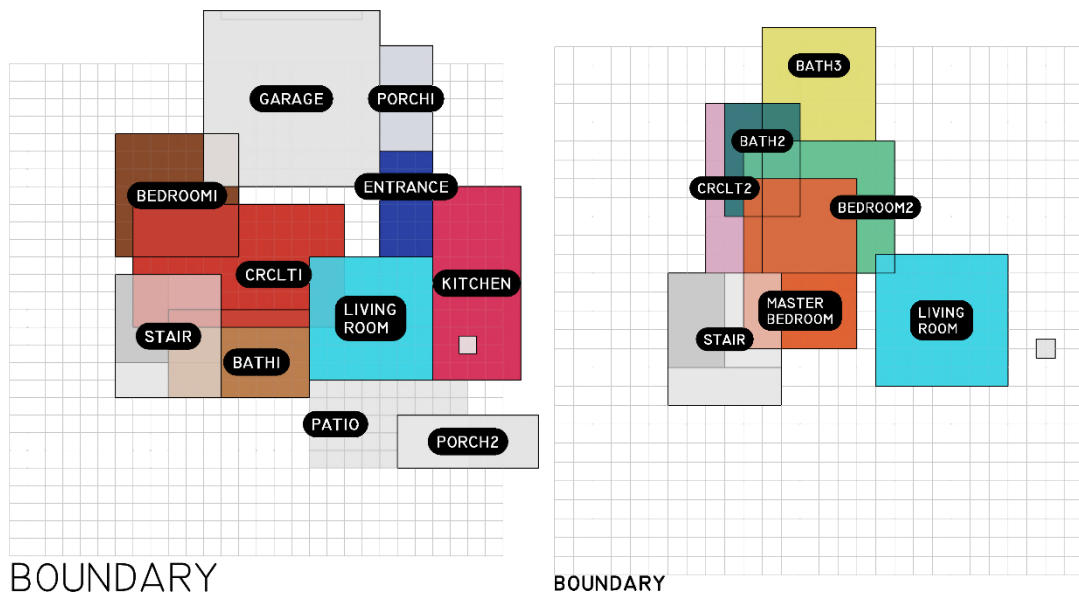 GARAGE
PORCH1
BEDROOM1
ENTRANCE
CRCLT1
KITCHEN
LIVING
ROOM
STAIR
BATH1
PATIO
PORCH2
BOUNDARY
BATH3
BATH2
CRCLT2
BEDROOM2
MASTER
BEDROOM
LIVING
ROOM
STAIR
BOUNDARY